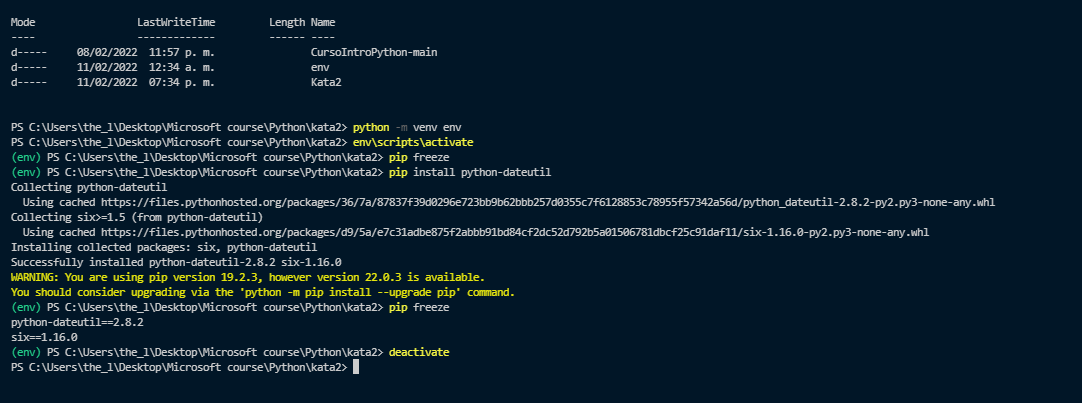 Mode                 LastWriteTime         Length Name
----                 -------------         ------ ----
d-----     08/02/2022  11:57 p. m.                CursoIntroPython-main
d-----     11/02/2022  12:34 a. m.                env
d-----     11/02/2022  07:34 p. m.                Kata2
PS C:\Users\the_l\Desktop\Microsoft course\Python\kata2> python -m venv env
PS C:\Users\the_l\Desktop\Microsoft course\Python\kata2> env\scripts\activate
(env) PS C:\Users\the_l\Desktop\Microsoft course\Python\kata2> pip freeze
(env) PS C:\Users\the_l\Desktop\Microsoft course\Python\kata2> pip install python-dateutil
Collecting python-dateutil
  Using cached https://files.pythonhosted.org/packages/36/7a/87837f39d0296e723bb9b62bbb257d0355c7f6128853c78955f57342a56d/python_dateutil-2.8.2-py2.py3-none-any.whl
Collecting six>=1.5 (from python-dateutil)
  Using cached https://files.pythonhosted.org/packages/d9/5a/e7c31adbe875f2abbb91bd84cf2dc52d792b5a01506781dbcf25c91daf11/six-1.16.0-py2.py3-none-any.whl
Installing collected packages: six, python-dateutil
Successfully installed python-dateutil-2.8.2 six-1.16.0
WARNING: You are using pip version 19.2.3, however version 22.0.3 is available.
You should consider upgrading via the 'python -m pip install --upgrade pip' command.
(env) PS C:\Users\the_l\Desktop\Microsoft course\Python\kata2> pip freeze
python-dateutil==2.8.2
six==1.16.0
(env) PS C:\Users\the_l\Desktop\Microsoft course\Python\kata2> deactivate
PS C:\Users\the_l\Desktop\Microsoft course\Python\kata2>